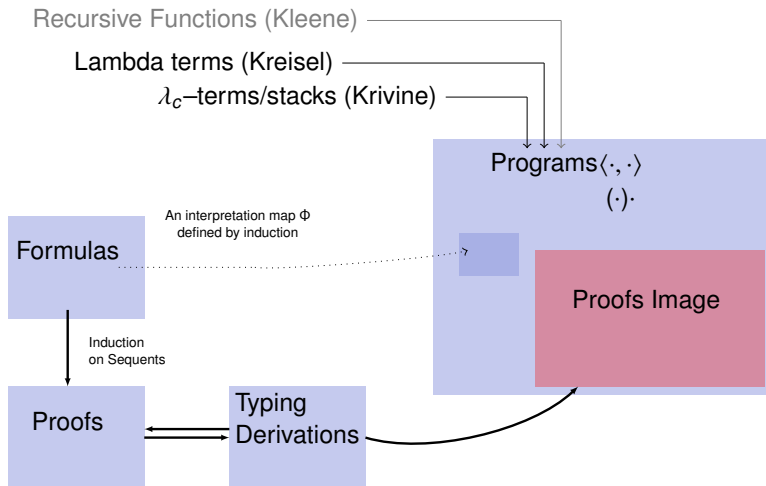 Recursive Functions (Kleene)
Lambda terms (Kreisel)
λc–terms/stacks (Krivine)
Programs⟨·, ·⟩
(·)·
An interpretation map Φ
defined by induction
Formulas
Proofs Image
Induction
on Sequents
Proofs
Typing
Derivations